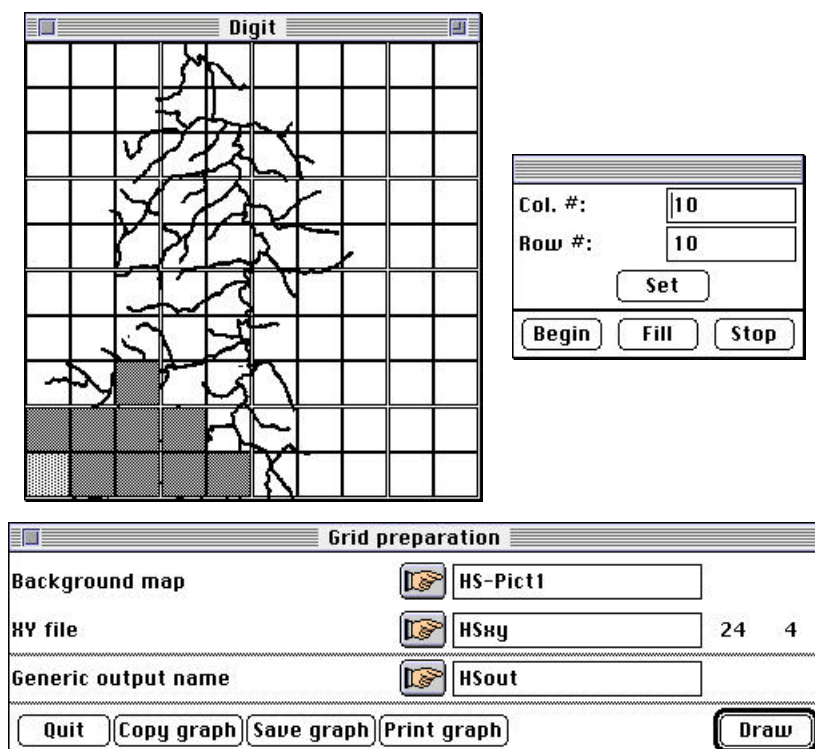 Digit
Col. #: 10
Row #: 10
Set
Begin Fill Stop
Grid preparation
Background map HS-Pict1
XY file HSxy 24 4
Generic output name HSout
Quit Copy graph Save graph Print graph Draw